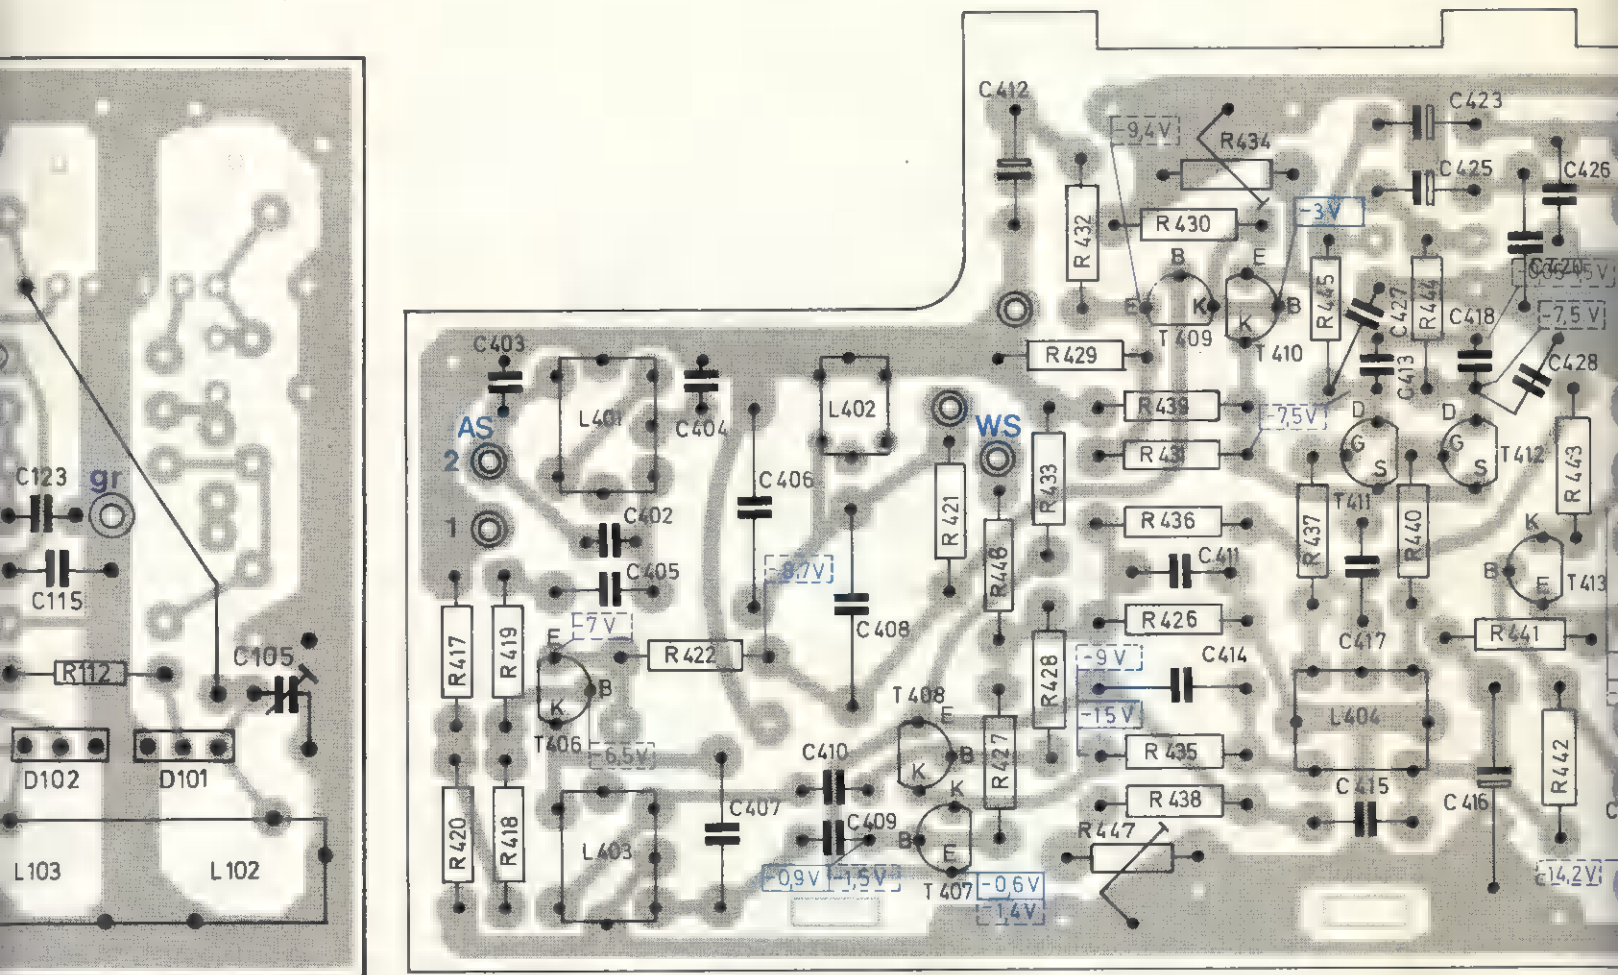 C423
C412
-9,4V
R434
C425
C426
-3V
R432
R430
B
E
E
K
B
K
T409
T410
R445
C427
R444
C418
-7,5V
C413
C428
C403
R429
L401
C404
L402
R439
-7,5V
D
D
G
S
G
S
T412
T411
R443
AS
2
WS
C123
gr
C406
R421
R433
C402
1
R436
R437
R440
K
B
E
T413
C115
C405
-8,7V
R446
C411
C408
R426
C417
R441
-7V
R417
R419
E
R422
R428
-9V
C414
R112
C105
B
K
T408
E
B
K
-15V
L404
T406
-6,5V
R427
D102
D101
C410
R435
R442
K
R438
C415
C416
R420
R418
L403
C407
C409
B
E
R447
L103
L102
-0,9V
-1,5V
T407
-0,6V
-1,4V
-14,2V